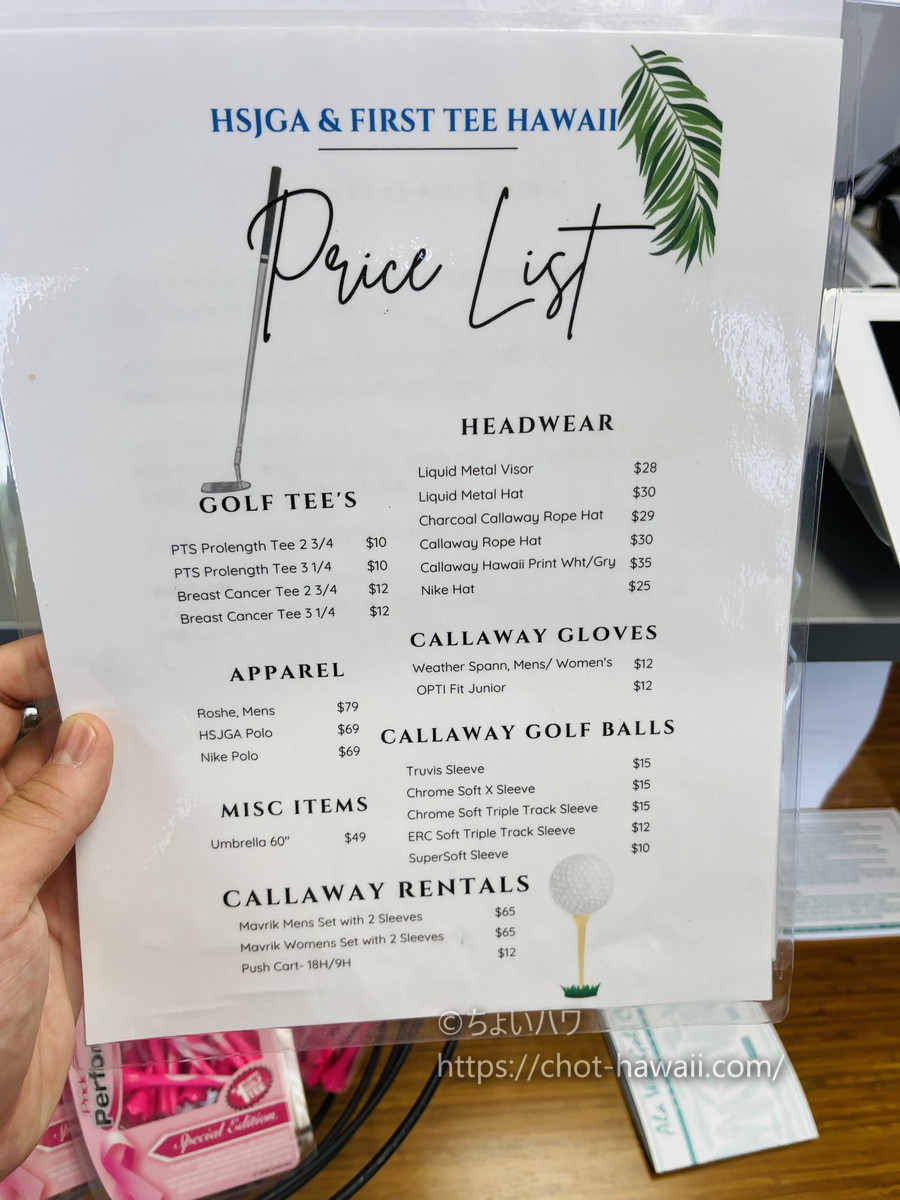 HSJGA & FIRST TEE HAWAII
Price List
GOLF TEE'S
PTS Prolength Tee 2 3/4 $10
PTS Prolength Tee 3 1/4 $10
Breast Cancer Tee 2 3/4 $12
Breast Cancer Tee 3 1/4 $12
APPAREL
Roshe, Mens $79
HSJGA Polo $69
Nike Polo $69
MISC ITEMS
Umbrella 60" $49
HEADWEAR
Liquid Metal Visor $28
Liquid Metal Hat $30
Charcoal Callaway Rope Hat $29
Callaway Rope Hat $30
Callaway Hawaii Print Wht/Gry $35
Nike Hat $25
CALLAWAY GLOVES
Weather Spann, Mens/ Women's $12
OPTI Fit Junior $12
CALLAWAY GOLF BALLS
Truvis Sleeve $15
Chrome Soft X Sleeve $15
Chrome Soft Triple Track Sleeve $15
ERC Soft Triple Track Sleeve $12
SuperSoft Sleeve $10
CALLAWAY RENTALS
Mavrik Mens Set with 2 Sleeves $65
Mavrik Womens Set with 2 Sleeves $65
Push Cart- 18H/9H $12
©ちょいハワ
https://chot-hawaii.com/
Pink
Perfo
Special Edition
Ala W